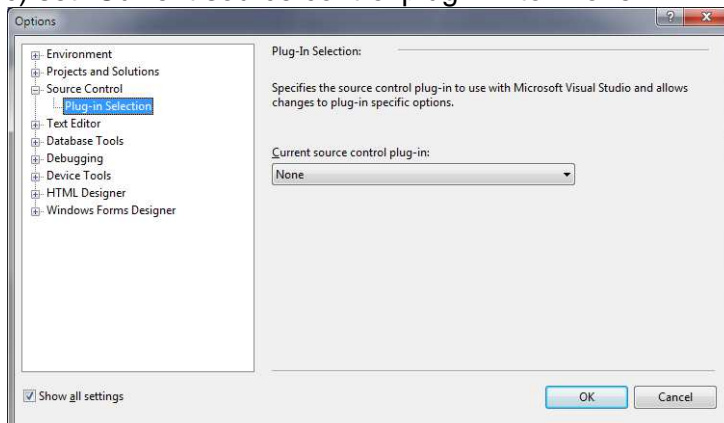 Options
Environment
Projects and Solutions
Source Control
Plug-in Selection
Text Editor
Database Tools
Debugging
Device Tools
HTML Designer
Windows Forms Designer
Plug-In Selection:
Specifies the source control plug-in to use with Microsoft Visual Studio and allows
changes to plug-in specific options.
Current source control plug-in:
None
Show all settings
OK
Cancel